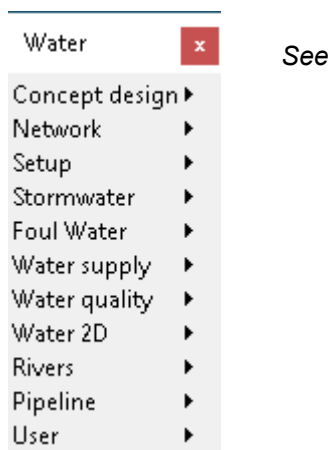 Water x
See
Concept design
Network
Setup
Stormwater
Foul Water
Water supply
Water quality
Water 2D
Rivers
Pipeline
User